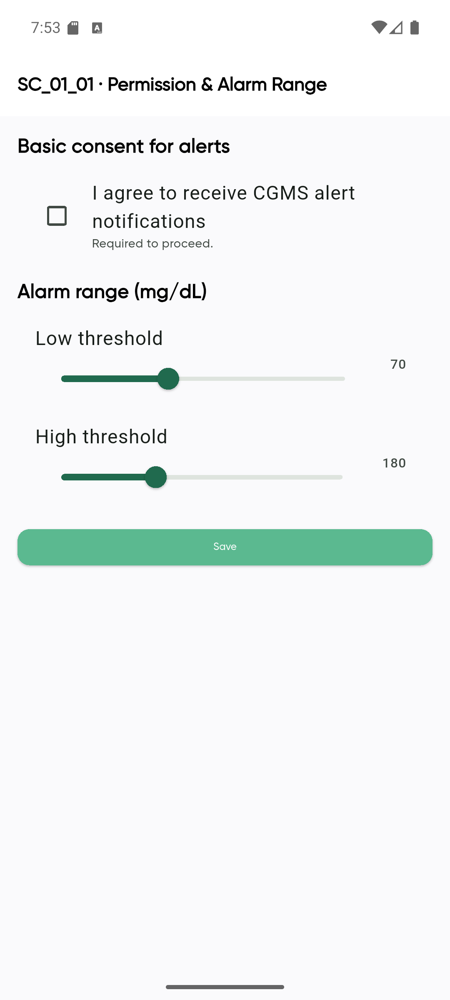 7:53
SC_01_01 · Permission & Alarm Range
Basic consent for alerts
I agree to receive CGMS alert
notifications
Required to proceed.
Alarm range (mg/dL)
Low threshold
70
High threshold
180
Save